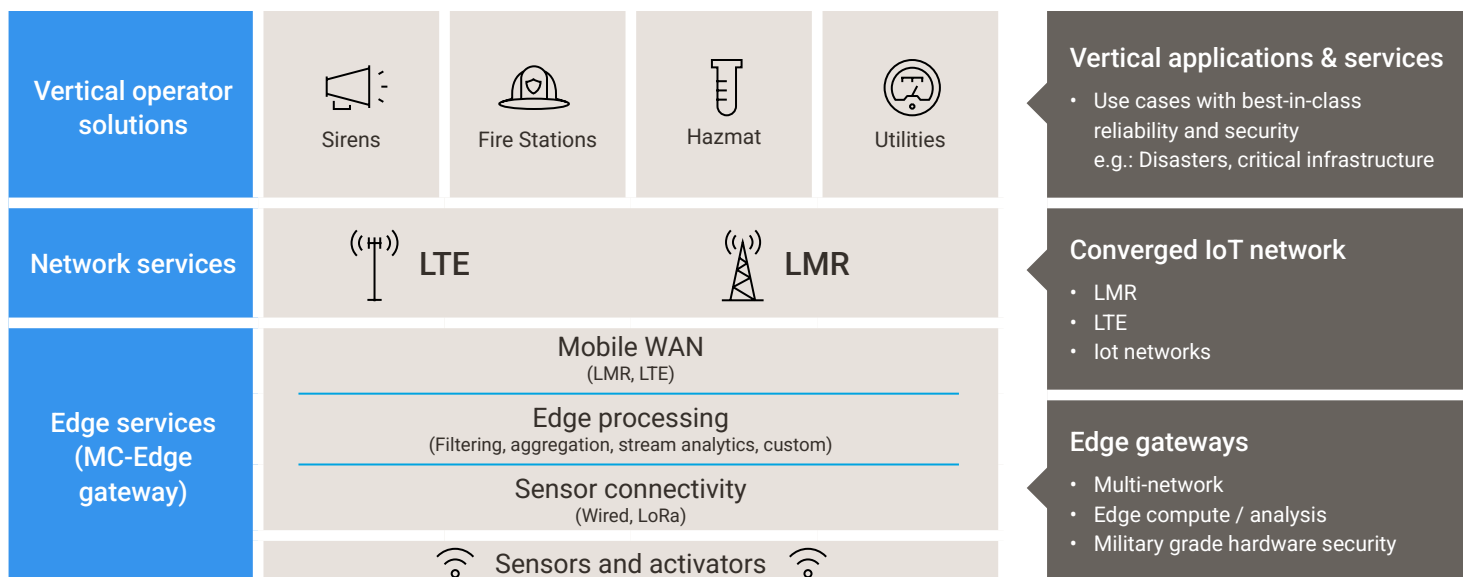 Vertical operator
solutions
Sirens
Fire Stations
Hazmat
Utilities
Vertical applications & services
• Use cases with best-in-class
reliability and security
e.g.: Disasters, critical infrastructure
Network services
LTE
LMR
Converged IoT network
• LMR
• LTE
• Iot networks
Edge services
(MC-Edge
gateway)
Mobile WAN
(LMR, LTE)
Edge processing
(Filtering, aggregation, stream analytics, custom)
Sensor connectivity
(Wired, LoRa)
Sensors and activators
Edge gateways
• Multi-network
• Edge compute / analysis
• Military grade hardware security